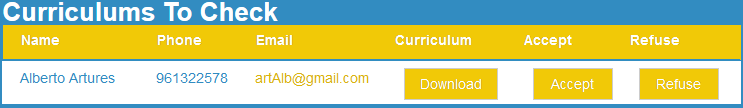 Curriculums To Check
Name Phone Email Curriculum Accept Refuse
Alberto Artures 961322578 artAlb@gmail.com Download Accept Refuse